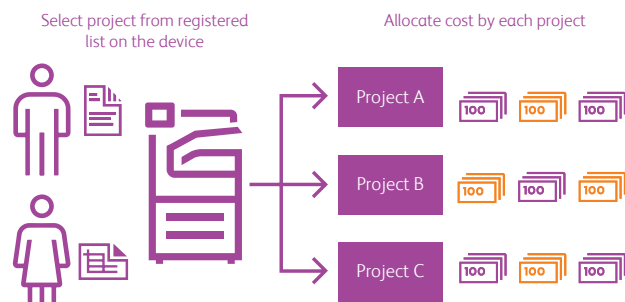 Select project from registered
list on the device
Allocate cost by each project
Project A
100 100 100
Project B
100 100 100
Project C
100 100 100